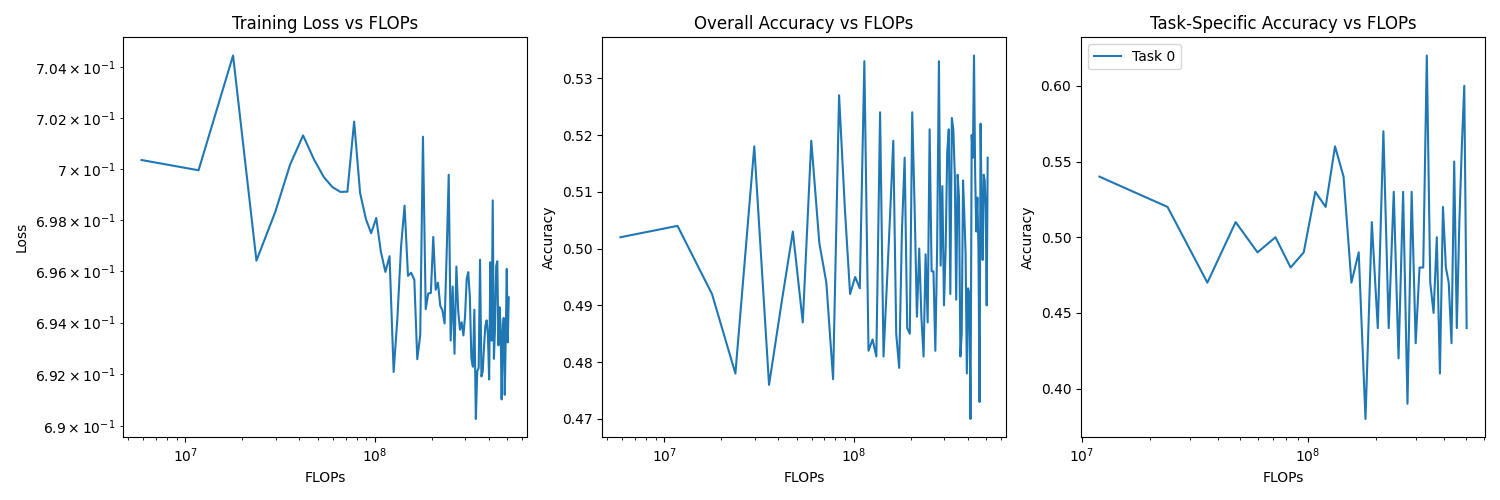 Training Loss vs FLOPs
Overall Accuracy vs FLOPs
Task-Specific Accuracy vs FLOPs
7.04 × 10⁻¹
7.02 × 10⁻¹
7 × 10⁻¹
6.98 × 10⁻¹
6.96 × 10⁻¹
6.94 × 10⁻¹
6.92 × 10⁻¹
6.9 × 10⁻¹
Loss
10⁷
10⁸
FLOPs
0.53
0.52
0.51
0.50
0.49
0.48
0.47
Accuracy
10⁷
10⁸
FLOPs
Task 0
0.60
0.55
0.50
0.45
0.40
Accuracy
10⁷
10⁸
FLOPs